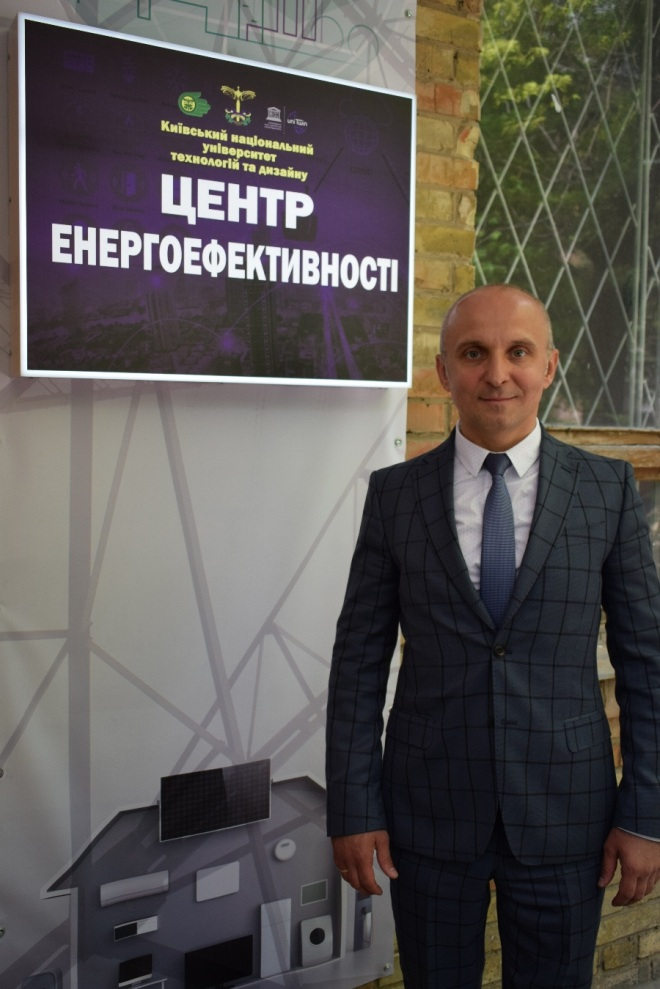 Київський національний
університет
технологій та дизайну
ЦЕНТР
ЕНЕРГОЕФЕКТИВНОСТІ